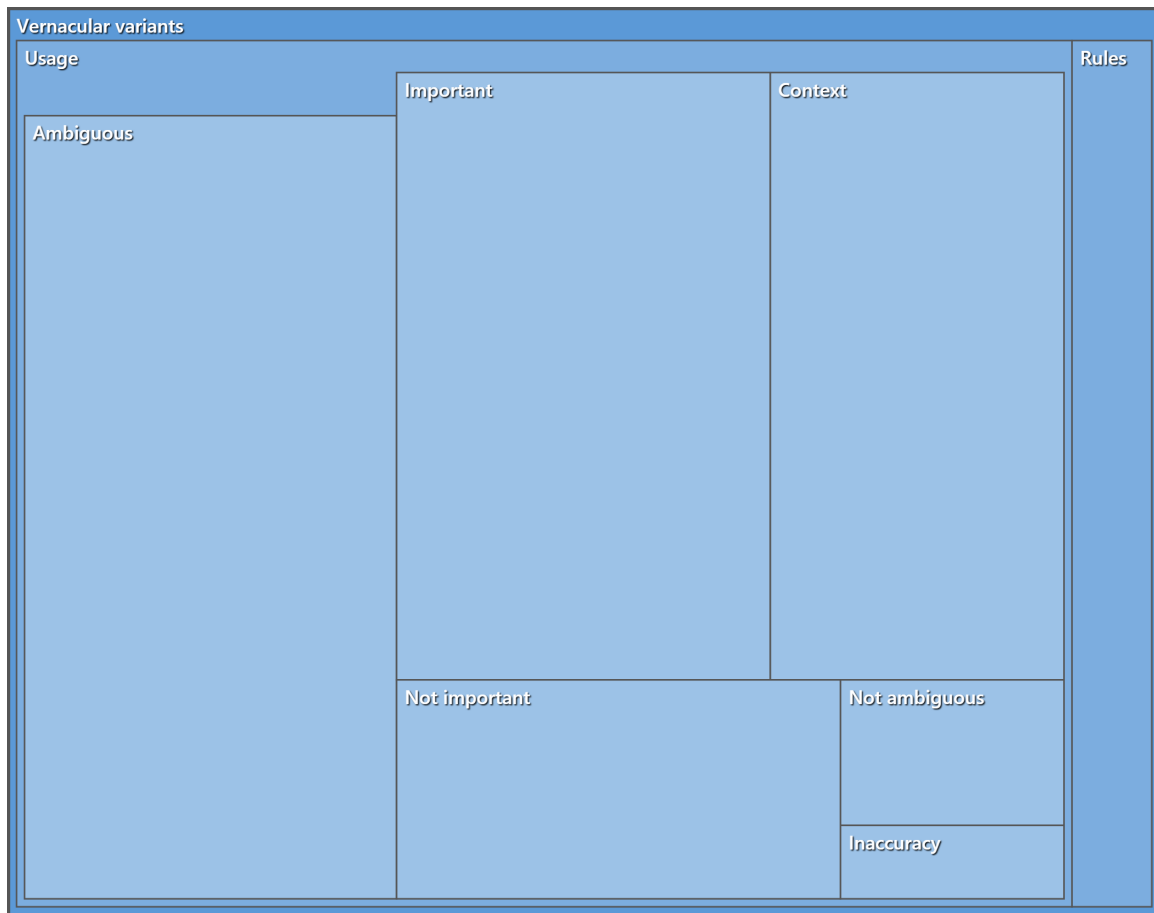 Vernacular variants
Usage
Rules
Important
Context
Ambiguous
Not important
Not ambiguous
Inaccuracy